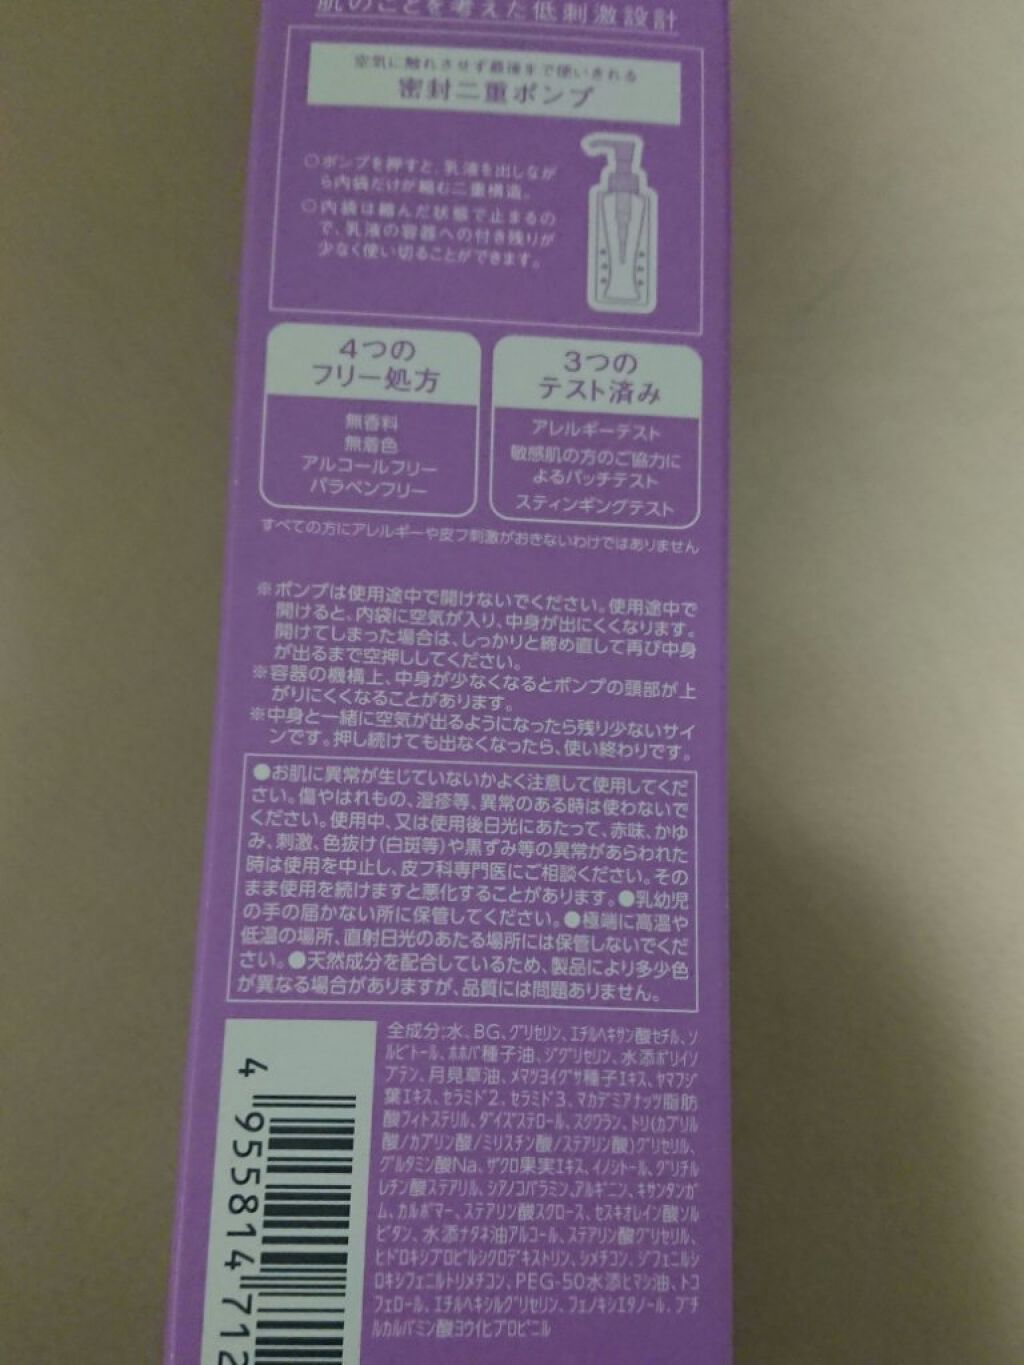 肌のことを考えた低刺激設計
空気に触れさせず最後まで使いきれる
密封二重ポンプ
○ポンプを押すと、乳液を出しなが
ら内袋だけが縮む二重構造。
○内袋は縮んだ状態で止まるの
で、乳液の容器への付き残りが
少なく使い切ることができます。
4つの
フリー処方
無香料
無着色
アルコールフリー
パラベンフリー
3つの
テスト済み
アレルギーテスト
敏感肌の方のご協力に
よるパッチテスト
スティンギングテスト
すべての方にアレルギーや皮フ刺激がおきないわけではありません
※ポンプは使用途中で開けないでください。使用途中で
開けると、内袋に空気が入り、中身が出にくくなります。
開けてしまった場合は、しっかりと締め直して再び中身
が出るまで空押ししてください。
※容器の機構上、中身が少なくなるとポンプの頭部が上
がりにくくなることがあります。
※中身と一緒に空気が出るようになったら残り少ないサイ
ンです。押し続けても出なくなったら、使い終わりです。
●お肌に異常が生じていないかよく注意して使用してくだ
さい。傷やはれもの、湿疹等、異常のある時は使わないで
ください。使用中、又は使用後日光にあたって、赤味、かゆ
み、刺激、色抜け(白斑等)や黒ずみ等の異常があらわれた
時は使用を中止し、皮フ科専門医にご相談ください。その
まま使用を続けますと悪化することがあります。●乳幼児
の手の届かない所に保管してください。●極端に高温や
低温の場所、直射日光のあたる場所には保管しないでくだ
さい。●天然成分を配合しているため、製品により多少色
が異なる場合がありますが、品質には問題ありません。
全成分:水、BG、グリセリン、エチルヘキサン酸セチル、ソ
ルビトール、ホホバ種子油、ジグリセリン、水添ポリイソ
ブテン、月見草油、メマツヨイグサ種子エキス、ヤマフジ
葉エキス、セラミド2、セラミド3、マカデミアナッツ脂肪
酸フィトステリル、ダイズステロール、スクワラン、トリ(カプリル
酸/カプリン酸/ミリスチン酸/ステアリン酸)グリセリル、
グルタミン酸Na、ザクロ果実エキス、イノシトール、グリチル
レチン酸ステアリル、シアノコバラミン、アルギニン、キサンタンガ
ム、カルボマー、ステアリン酸スクロース、セスキオレイン酸ソル
ビタン、水添ナタネ油アルコール、ステアリン酸グリセリル、
ヒドロキシプロピルシクロデキストリン、ジメチコン、ジフェニルシ
ロキシフェニルトリメチコン、PEG-50水添ヒマシ油、トコ
フェロール、エチルヘキシルグリセリン、フェノキシエタノール、ブチ
ルカルバミン酸ヨウ化プロピニル
4 955814 712